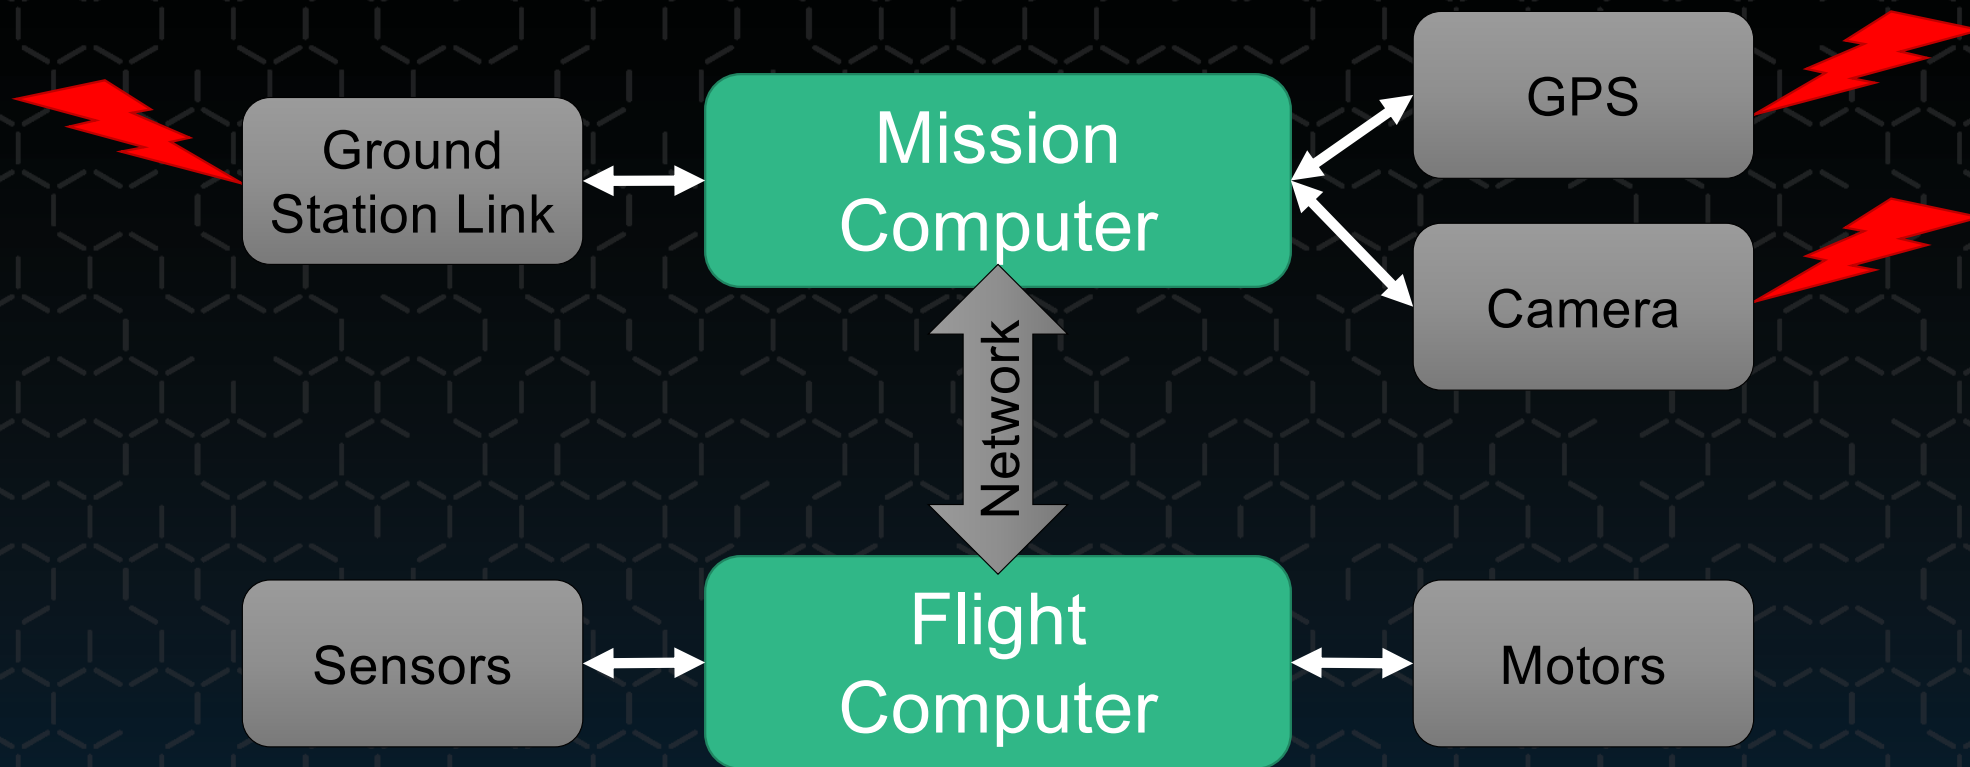 Ground
Station Link
Mission
Computer
GPS
Camera
Network
Sensors
Flight
Computer
Motors